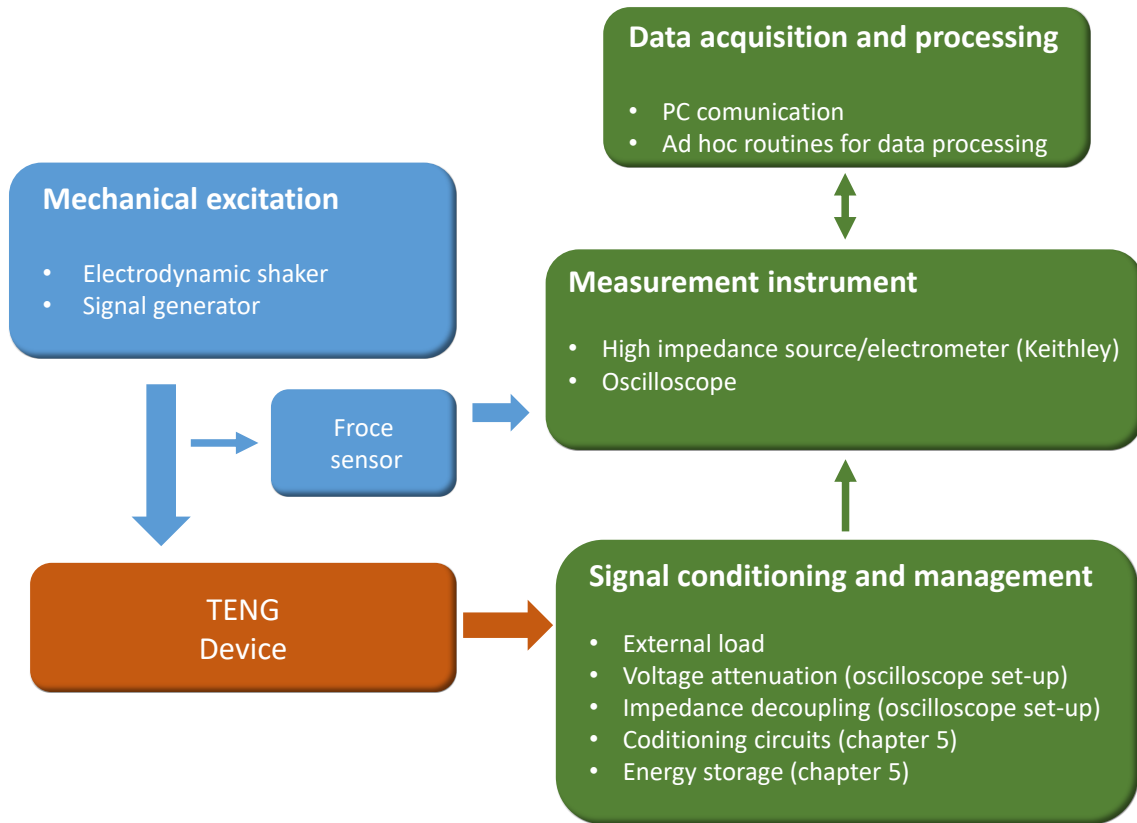 Data acquisition and processing
• PC comunication
• Ad hoc routines for data processing
Mechanical excitation
• Electrodynamic shaker
• Signal generator
Measurement instrument
• High impedance source/electrometer (Keithley)
• Oscilloscope
Froce
sensor
TENG
Device
Signal conditioning and management
• External load
• Voltage attenuation (oscilloscope set-up)
• Impedance decoupling (oscilloscope set-up)
• Coditioning circuits (chapter 5)
• Energy storage (chapter 5)